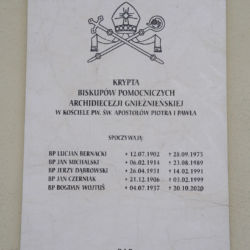 KRYPTA
BISKUPÓW POMOCNICZYCH
ARCHIDIECEZJI GNIEŹNIEŃSKIEJ
W KOŚCIELE PW. ŚW. APOSTOŁÓW PIOTRA I PAWŁA
SPOCZYWAJĄ:
BP LUCJAN BERNACKI * 12.07.1902 + 28.09.1975
BP JAN MICHALSKI * 06.02.1914 + 23.08.1989
BP JERZY DĄBROWSKI * 26.04.1931 + 14.02.1991
BP JAN CZERNIAK * 21.12.1906 + 03.02.1999
BP BOGDAN WOJTUŚ * 04.07.1937 + 20.10.2020